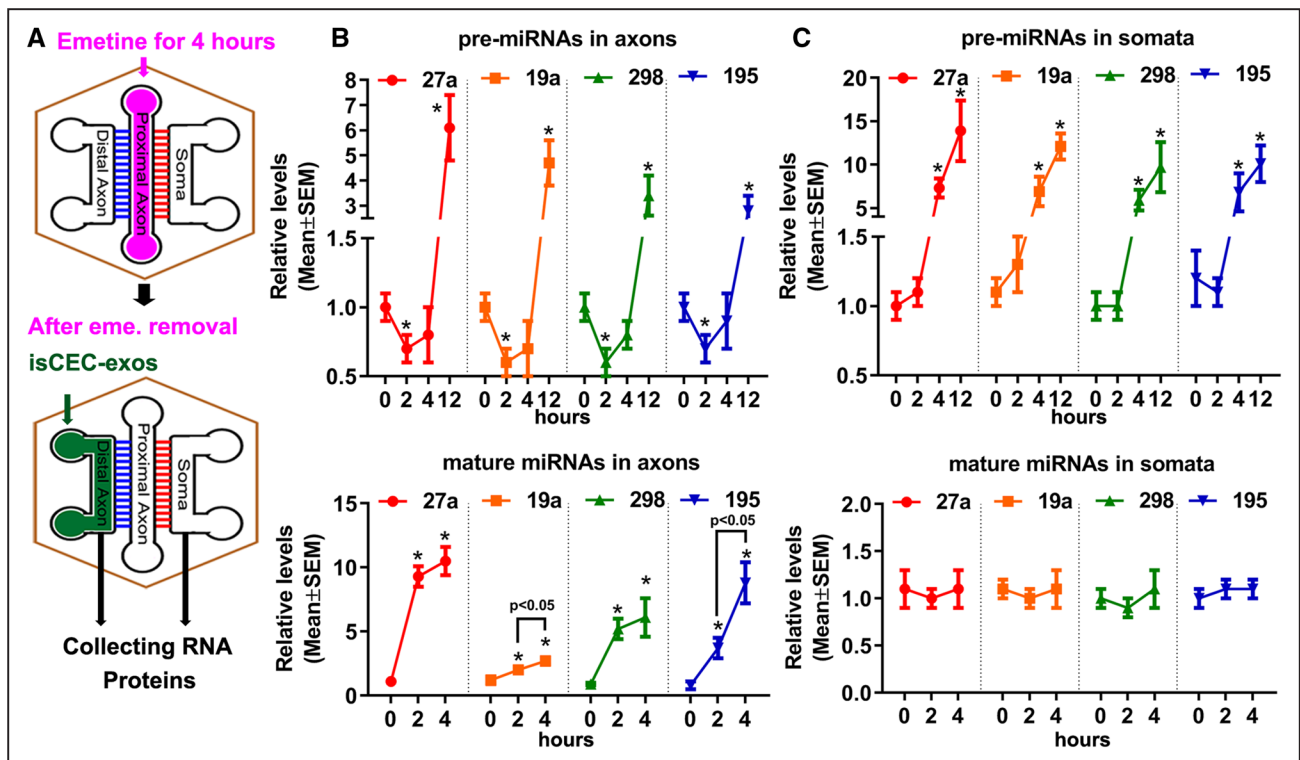 A
Emetine for 4 hours
Distal Axon
Proximal Axon
Soma
After eme. removal
isCEC-exos
Distal Axon
Proximal Axon
Soma
Collecting RNA
Proteins
B
pre-miRNAs in axons
27a 19a 298 195
Relative levels
(Mean±SEM)
8
7
6
5
4
3
1.5
1.0
0.5
* * * * * * * *
0 2 4 12 0 2 4 12 0 2 4 12 0 2 4 12
hours
mature miRNAs in axons
27a 19a 298 195
Relative levels
(Mean±SEM)
15
10
5
0
p<0.05
p<0.05
* * * * * * * *
0 2 4 0 2 4 0 2 4 0 2 4
hours
C
pre-miRNAs in somata
27a 19a 298 195
Relative levels
(Mean±SEM)
20
15
10
5
1.5
1.0
0.5
* * * * * * * *
0 2 4 12 0 2 4 12 0 2 4 12 0 2 4 12
hours
mature miRNAs in somata
27a 19a 298 195
Relative levels
(Mean±SEM)
2.0
1.5
1.0
0.5
0.0
0 2 4 0 2 4 0 2 4 0 2 4
hours